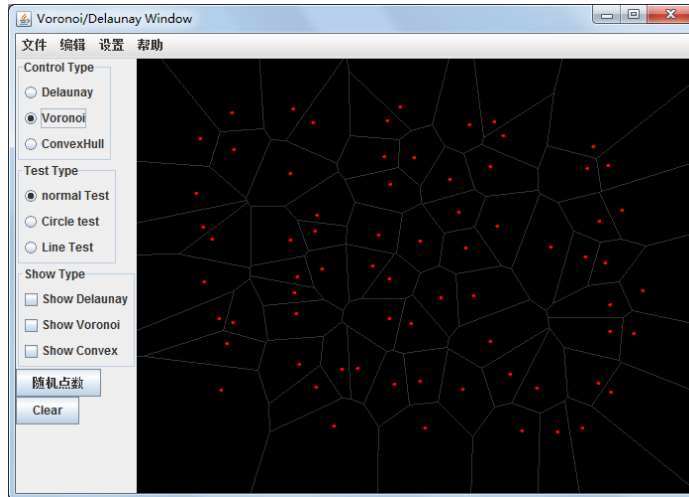 Voronoi/Delaunay Window
文件 编辑 设置 帮助
Control Type
Delaunay
Voronoi
ConvexHull
Test Type
normal Test
Circle test
Line Test
Show Type
Show Delaunay
Show Voronoi
Show Convex
随机点数
Clear